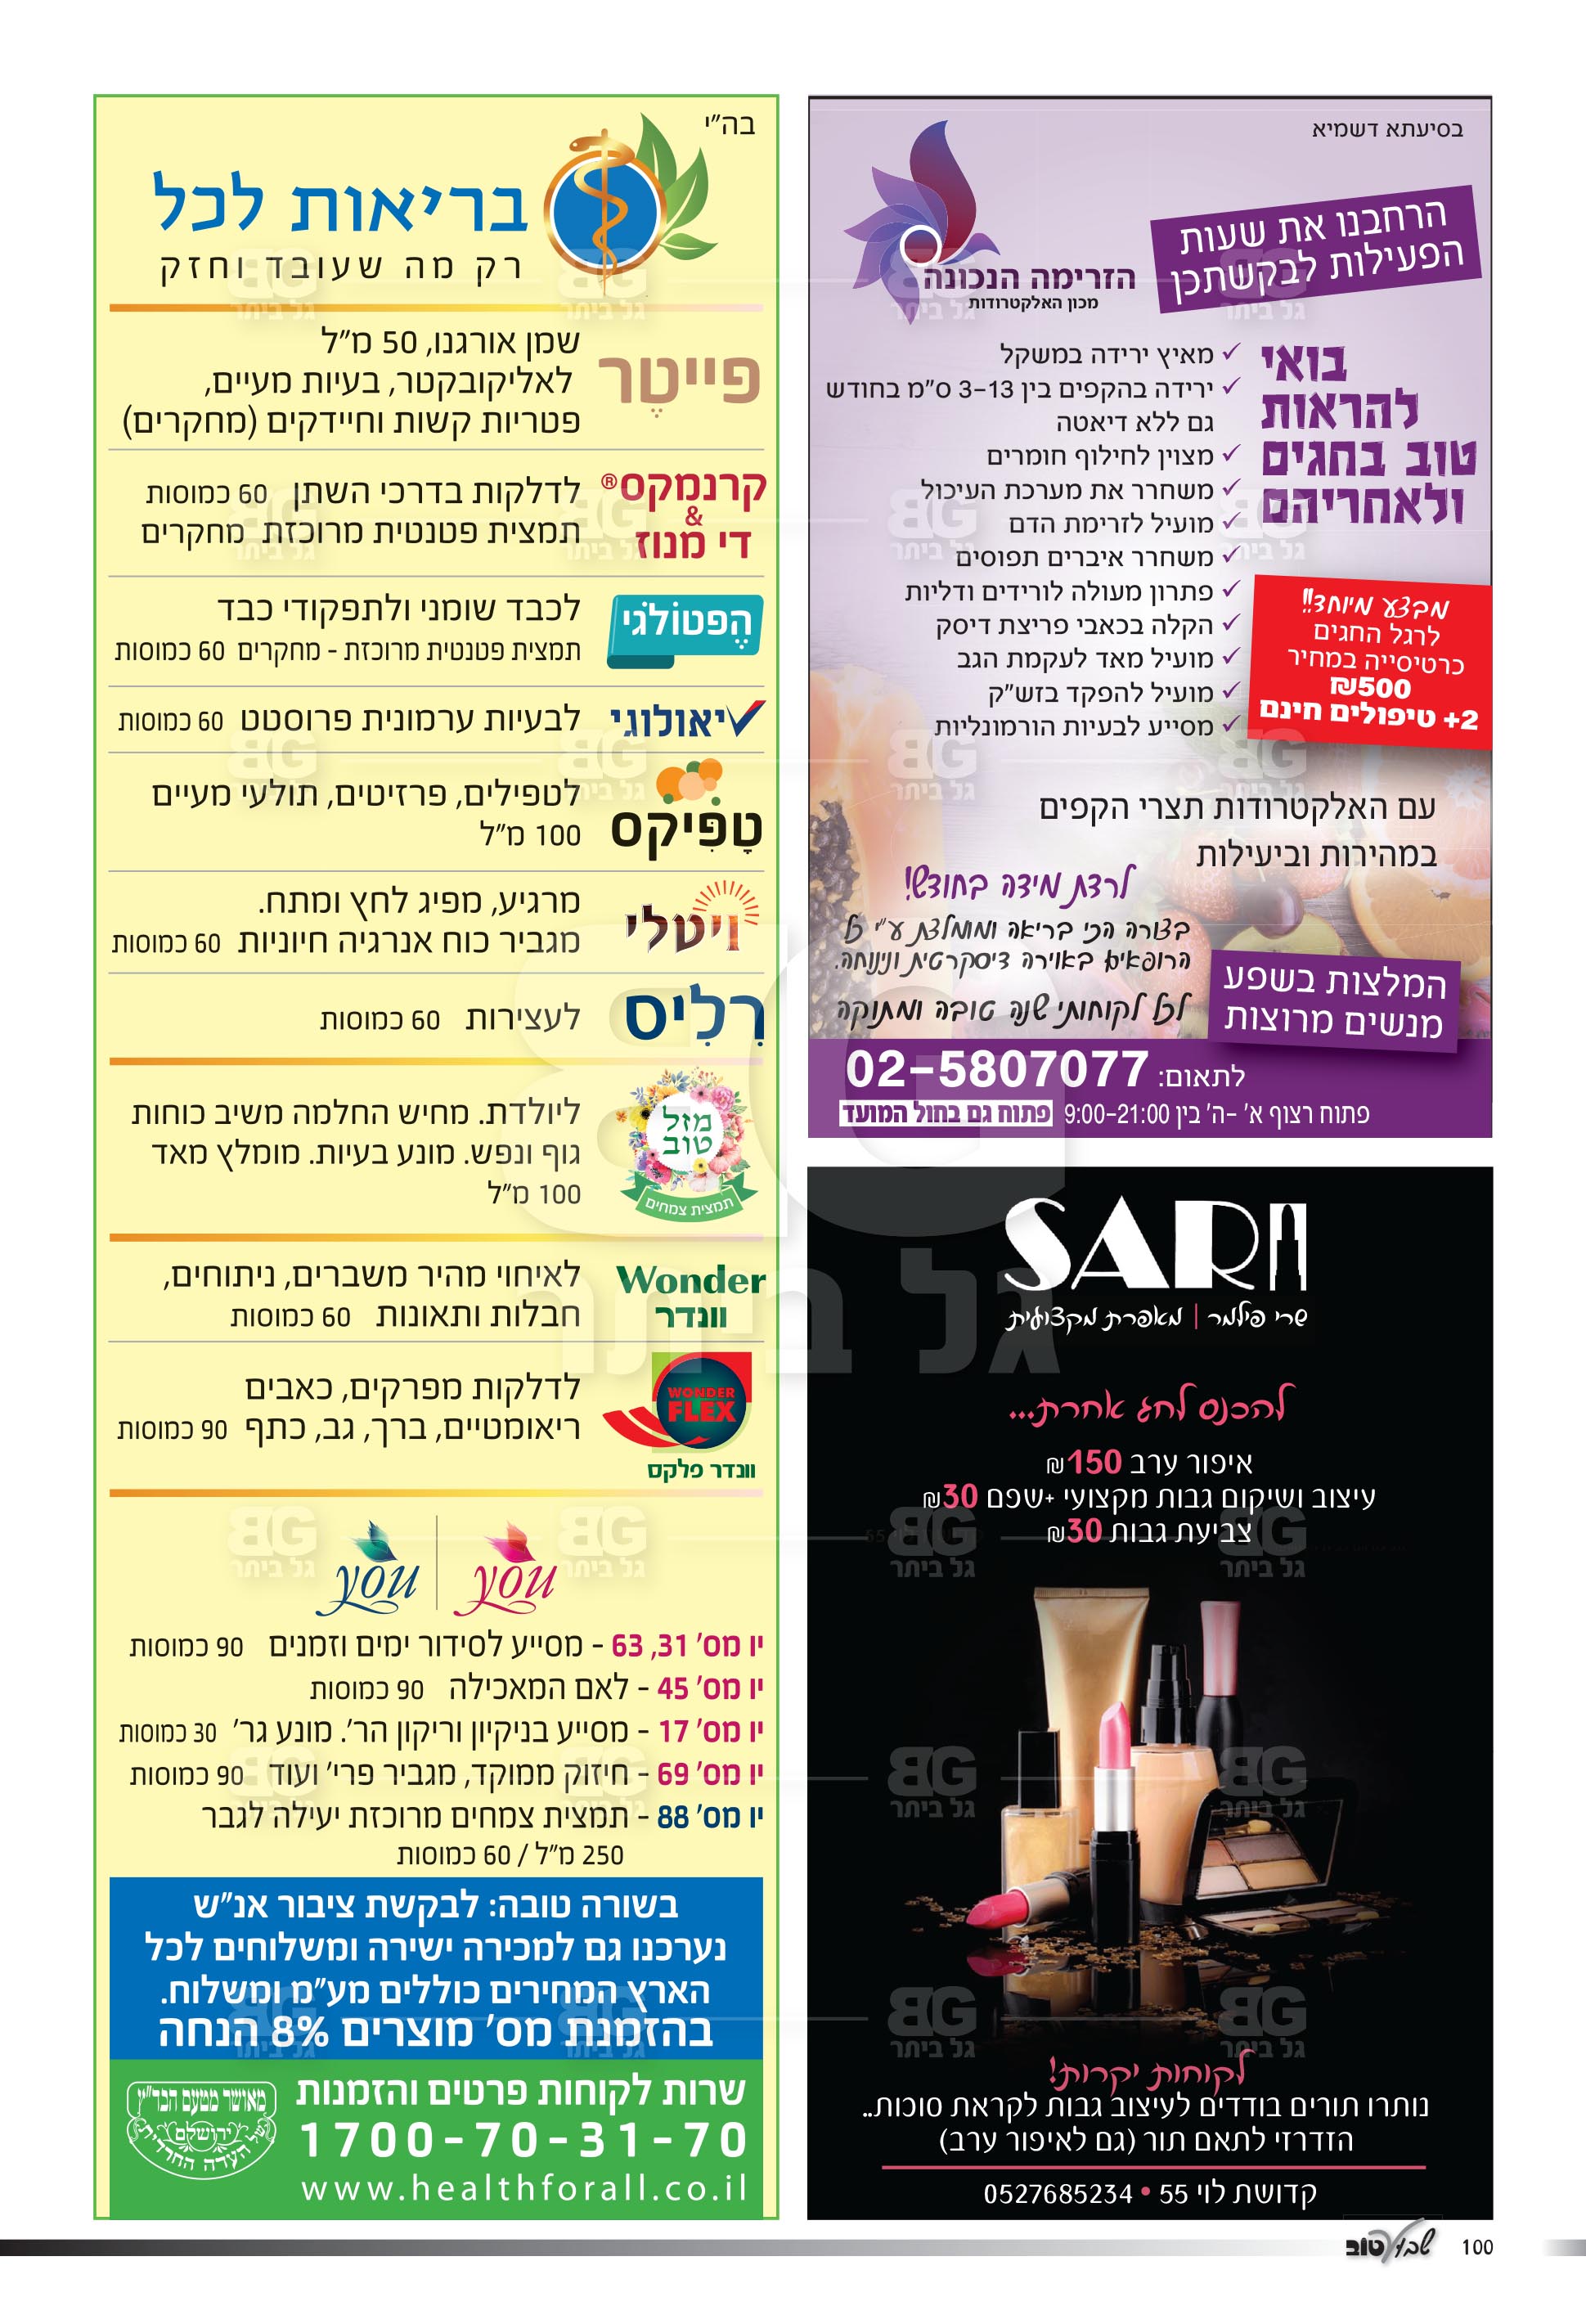 בסיעתא דשמיא
הרחבנו את שעות
הפעילות לבקשתכן
הזרימה הנכונה
מכון האלקטרודות
בואי
להראות
טוב בחגים
ולאחריהם
✓ מאיץ ירידה במשקל
✓ ירידה בהקפים בין 3-13 ס"מ בחודש
גם ללא דיאטה
✓ מצוין לחילוף חומרים
✓ משחרר את מערכת העיכול
✓ מועיל לזרימת הדם
✓ משחרר איברים תפוסים
✓ פתרון מעולה לורידים ודליות
✓ הקלה בכאבי פריצת דיסק
✓ מועיל מאד לעקמת הגב
✓ מועיל להפקד בזש"ק
✓ מסייע לבעיות הורמונליות
מבצע מיוחד!!
לרגל החגים
כרטיסייה במחיר
500₪
+2 טיפולים חינם
עם האלקטרודות תצרי הקפים
במהירות וביעילות
לרדת מידה בחודש!
בצורה הכי בריאה ומומלצת ע"י כל
הרופאים באוירה דיסקרטית ונינוחה.
לכל לקוחותי שנה טובה ומתוקה
המלצות בשפע
מנשים מרוצות
לתאום: 02-5807077
פתוח רצוף א' -ה' בין 9:00-21:00 פתוח גם בחול המועד
SARI
שרי פילמר | מאפרת מקצועית
להכנס לחג אחרת...
איפור ערב 150₪
עיצוב ושיקום גבות מקצועי +שפם 30₪
צביעת גבות 30₪
לקוחות יקרות!
נותרו תורים בודדים לעיצוב גבות לקראת סוכות..
הזדרזי לתאם תור (גם לאיפור ערב)
קדושת לוי 55 • 0527685234
בה"י
בריאות לכל
רק מה שעובד וחזק
פייטֶר
שמן אורגנו, 50 מ"ל
לאליקובקטר, בעיות מעיים,
פטריות קשות וחיידקים (מחקרים)
קרנמקס®
&
די מנוז
לדלקות בדרכי השתן 60 כמוסות
תמצית פטנטית מרוכזת מחקרים
הֶפטוֹלֹגי
לכבד שומני ולתפקודי כבד
תמצית פטנטית מרוכזת - מחקרים 60 כמוסות
יאולוגי
לבעיות ערמונית פרוסטט 60 כמוסות
טָפִּיקס
לטפילים, פרזיטים, תולעי מעיים
100 מ"ל
ויטלי
מרגיע, מפיג לחץ ומתח.
מגביר כוח אנרגיה חיוניות 60 כמוסות
רִלִיס
לעצירות 60 כמוסות
מזל
טוב
תמצית צמחים
ליולדת. מחיש החלמה משיב כוחות
גוף ונפש. מונע בעיות. מומלץ מאד
100 מ"ל
Wonder
וונדר
לאיחוי מהיר משברים, ניתוחים,
חבלות ותאונות 60 כמוסות
WONDER
FLEX
וונדר פלקס
לדלקות מפרקים, כאבים
ריאומטיים, ברך, גב, כתף 90 כמוסות
you | you
יו מס' 31, 63 - מסייע לסידור ימים וזמנים 90 כמוסות
יו מס' 45 - לאם המאכילה 90 כמוסות
יו מס' 17 - מסייע בניקיון וריקון הר'. מונע גר' 30 כמוסות
יו מס' 69 - חיזוק ממוקד, מגביר פרי' ועוד 90 כמוסות
יו מס' 88 - תמצית צמחים מרוכזת יעילה לגבר
250 מ"ל / 60 כמוסות
בשורה טובה: לבקשת ציבור אנ"ש
נערכנו גם למכירה ישירה ומשלוחים לכל
הארץ המחירים כוללים מע"מ ומשלוח.
בהזמנת מס' מוצרים 8% הנחה
שרות לקוחות פרטים והזמנות
1700-70-31-70
www.healthforall.co.il
מאושר מטעם הבד"ץ
ירושלם
של העדה החרדית
BG
גל ביתר
100 שבוע טוב